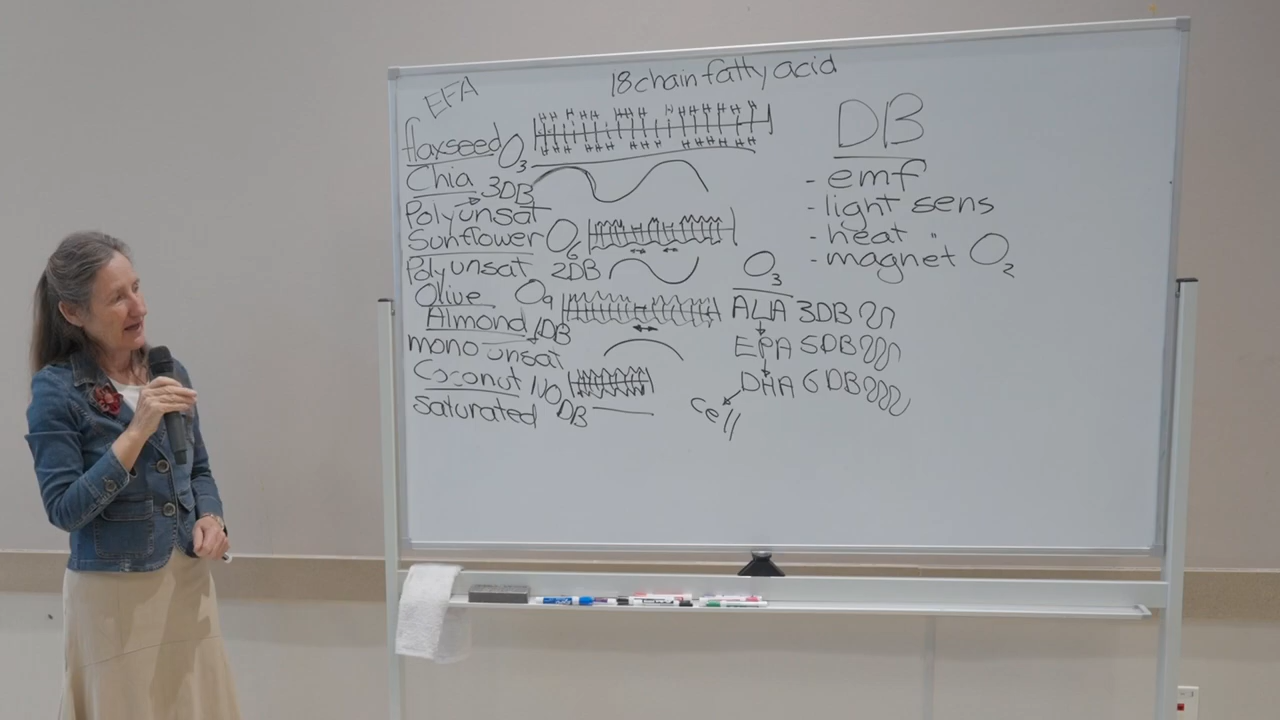 18 chain fatty acid
EFA
flaxseed O3
Chia 3DB
Polyunsat
Sunflower O6
Polyunsat 2DB
Olive O9
Almond 1DB
mono unsat
Coconut NO
saturated DB
O3
ALA 3DB
EPA 5DB
DHA 6DB
Cell
DB
- emf
- light sens
- heat "
- magnet O2